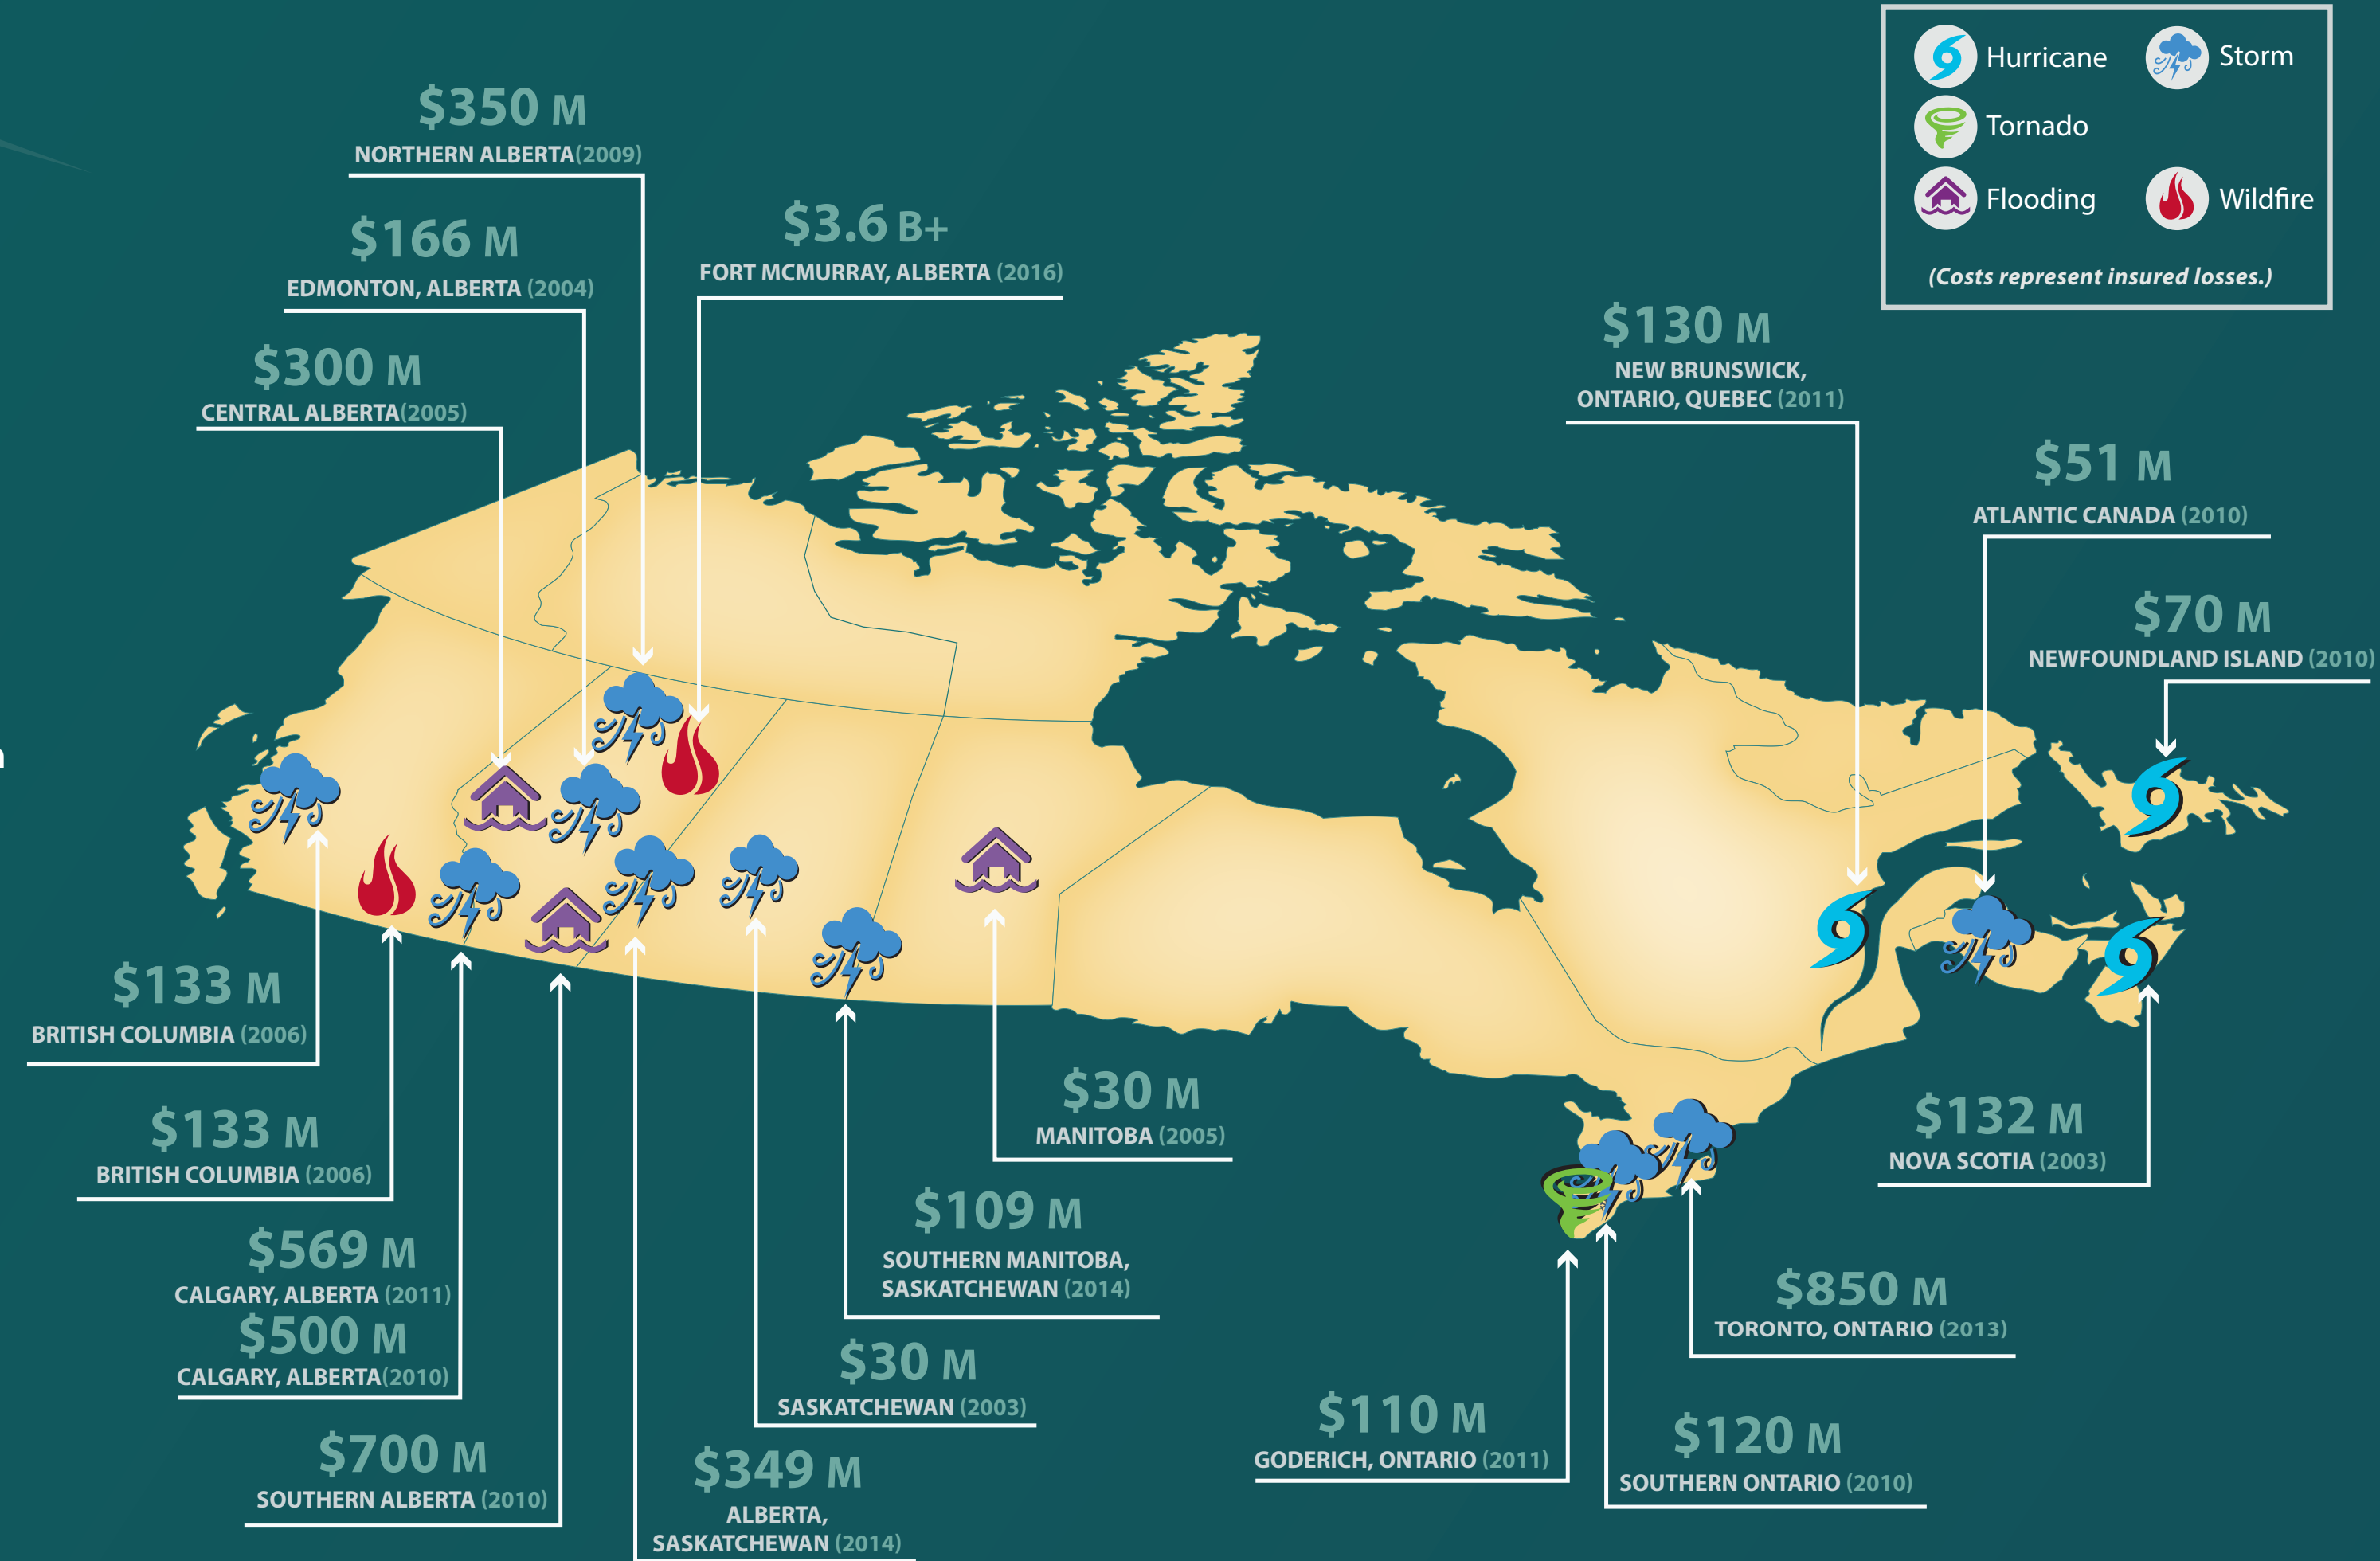 Hurricane
Storm
Tornado
Flooding
Wildfire
(Costs represent insured losses.)
$350 M
NORTHERN ALBERTA(2009)
$166 M
EDMONTON, ALBERTA (2004)
$3.6 B+
FORT MCMURRAY, ALBERTA (2016)
$300 M
CENTRAL ALBERTA(2005)
$130 M
NEW BRUNSWICK,
ONTARIO, QUEBEC (2011)
$51 M
ATLANTIC CANADA (2010)
$70 M
NEWFOUNDLAND ISLAND (2010)
$133 M
BRITISH COLUMBIA (2006)
$133 M
BRITISH COLUMBIA (2006)
$569 M
CALGARY, ALBERTA (2011)
$500 M
CALGARY, ALBERTA(2010)
$700 M
SOUTHERN ALBERTA (2010)
$349 M
ALBERTA,
SASKATCHEWAN (2014)
$30 M
SASKATCHEWAN (2003)
$109 M
SOUTHERN MANITOBA,
SASKATCHEWAN (2014)
$30 M
MANITOBA (2005)
$110 M
GODERICH, ONTARIO (2011)
$120 M
SOUTHERN ONTARIO (2010)
$850 M
TORONTO, ONTARIO (2013)
$132 M
NOVA SCOTIA (2003)